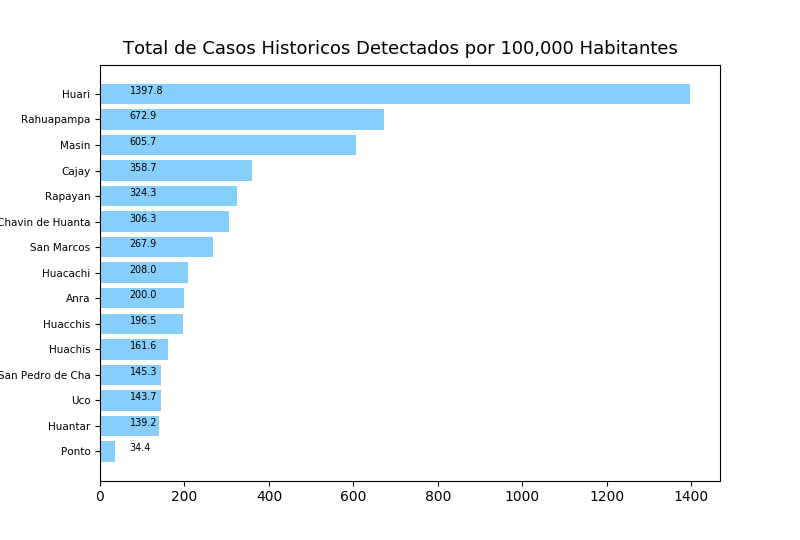 Total de Casos Historicos Detectados por 100,000 Habitantes
Huari 1397.8
Rahuapampa 672.9
Masin 605.7
Cajay 358.7
Rapayan 324.3
Chavin de Huanta 306.3
San Marcos 267.9
Huacachi 208.0
Anra 200.0
Huacchis 196.5
Huachis 161.6
San Pedro de Cha 145.3
Uco 143.7
Huantar 139.2
Ponto 34.4
0 200 400 600 800 1000 1200 1400